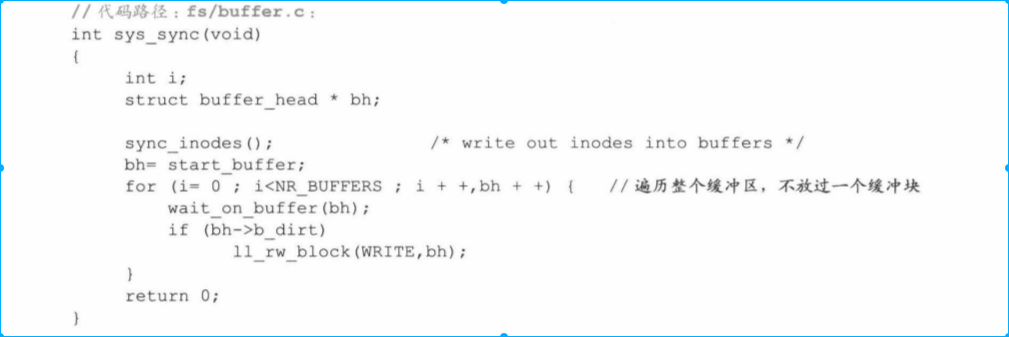 // 代码路径：fs/buffer.c：
int sys_sync(void)
{
int i;
struct buffer_head * bh;
sync_inodes(); /* write out inodes into buffers */
bh= start_buffer;
for (i= 0 ; i<NR_BUFFERS ; i + +,bh + +) { //遍历整个缓冲区，不放过一个缓冲块
wait_on_buffer(bh);
if (bh->b_dirt)
ll_rw_block(WRITE,bh);
}
return 0;
}